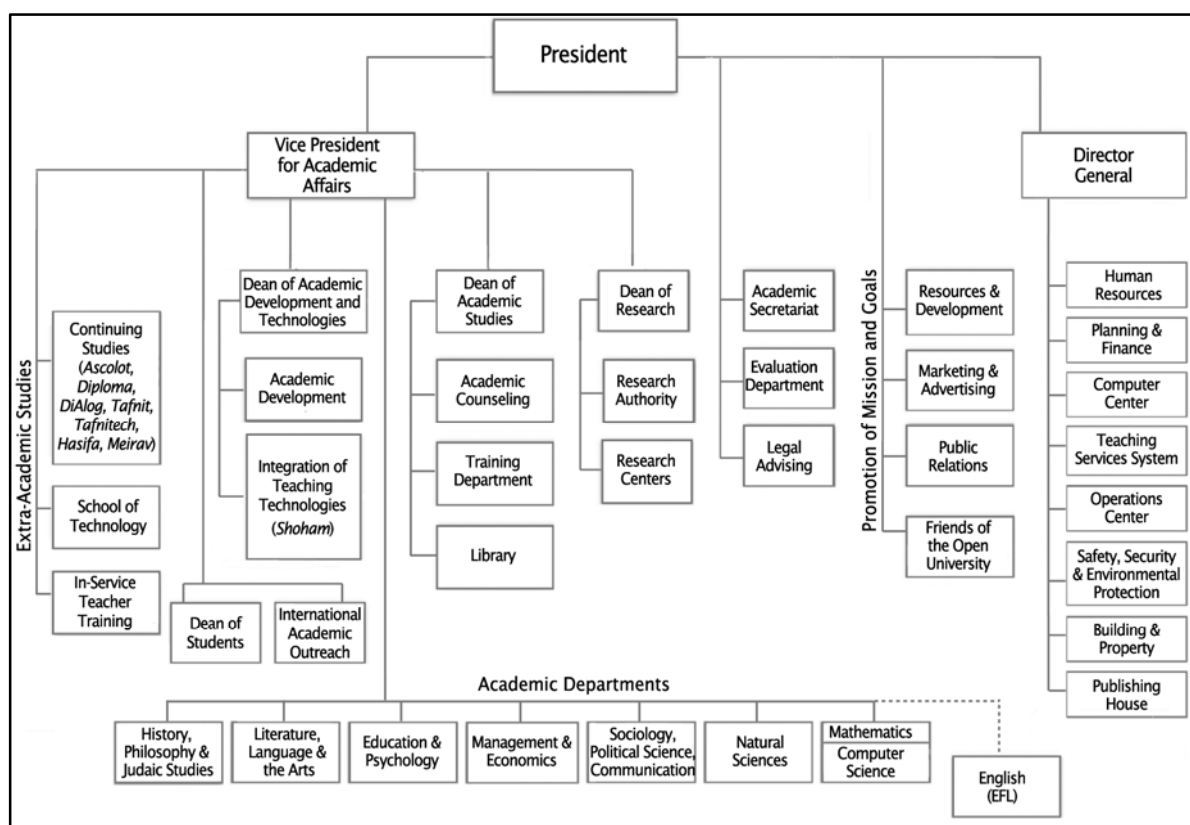 President
Vice President
for Academic
Affairs
Director
General
Extra-Academic Studies
Continuing
Studies
(Ascolot,
Diploma,
DiAlog, Tafnit,
Tafnitech,
Hasifa, Meirav)
School of
Technology
In-Service
Teacher
Training
Dean of Academic
Development and
Technologies
Academic
Development
Integration of
Teaching
Technologies
(Shoham)
Dean of
Students
International
Academic
Outreach
Dean of
Academic
Studies
Academic
Counseling
Training
Department
Library
Dean of
Research
Research
Authority
Research
Centers
Academic
Secretariat
Evaluation
Department
Legal
Advising
Promotion of Mission and Goals
Resources &
Development
Marketing &
Advertising
Public
Relations
Friends of
the Open
University
Human
Resources
Planning &
Finance
Computer
Center
Teaching
Services System
Operations
Center
Safety, Security
& Environmental
Protection
Building &
Property
Publishing
House
Academic Departments
History,
Philosophy &
Judaic Studies
Literature,
Language &
the Arts
Education &
Psychology
Management &
Economics
Sociology,
Political Science,
Communication
Natural
Sciences
Mathematics
Computer
Science
English
(EFL)